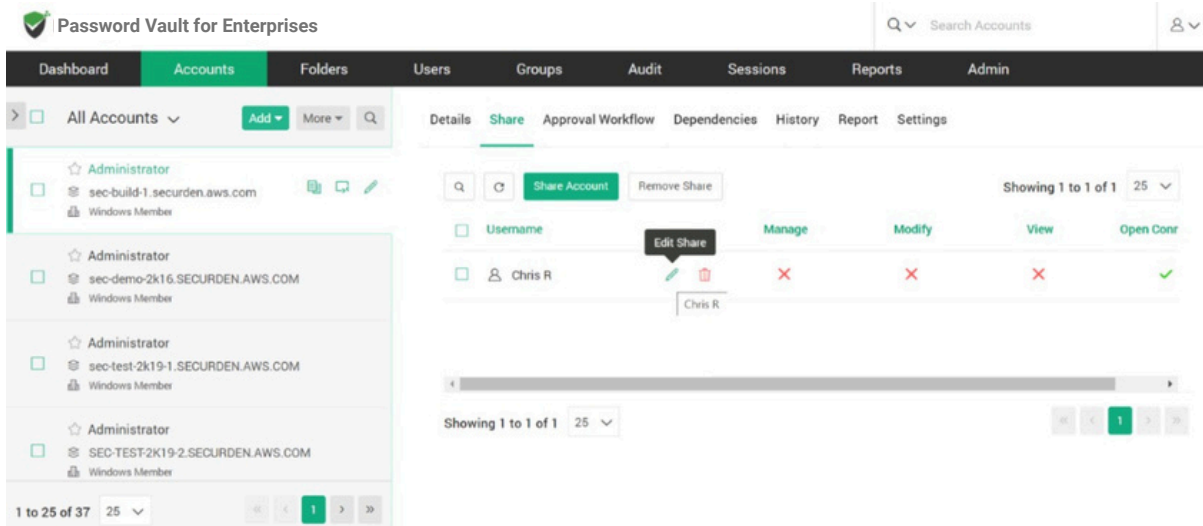 Password Vault for Enterprises
Search Accounts
Dashboard Accounts Folders Users Groups Audit Sessions Reports Admin
All Accounts Add More
Details Share Approval Workflow Dependencies History Report Settings
Administrator
sec-build-1.securden.aws.com
Windows Member
Share Account Remove Share Showing 1 to 1 of 1 25
Username Manage Modify View Open Conr
Edit Share
Chris R
Chris R
Administrator
sec-demo-2k16.SECURDEN.AWS.COM
Windows Member
Administrator
sec-test-2k19-1.SECURDEN.AWS.COM
Windows Member
Showing 1 to 1 of 1 25 1
Administrator
SEC-TEST-2K19-2.SECURDEN.AWS.COM
Windows Member
1 to 25 of 37 25 1